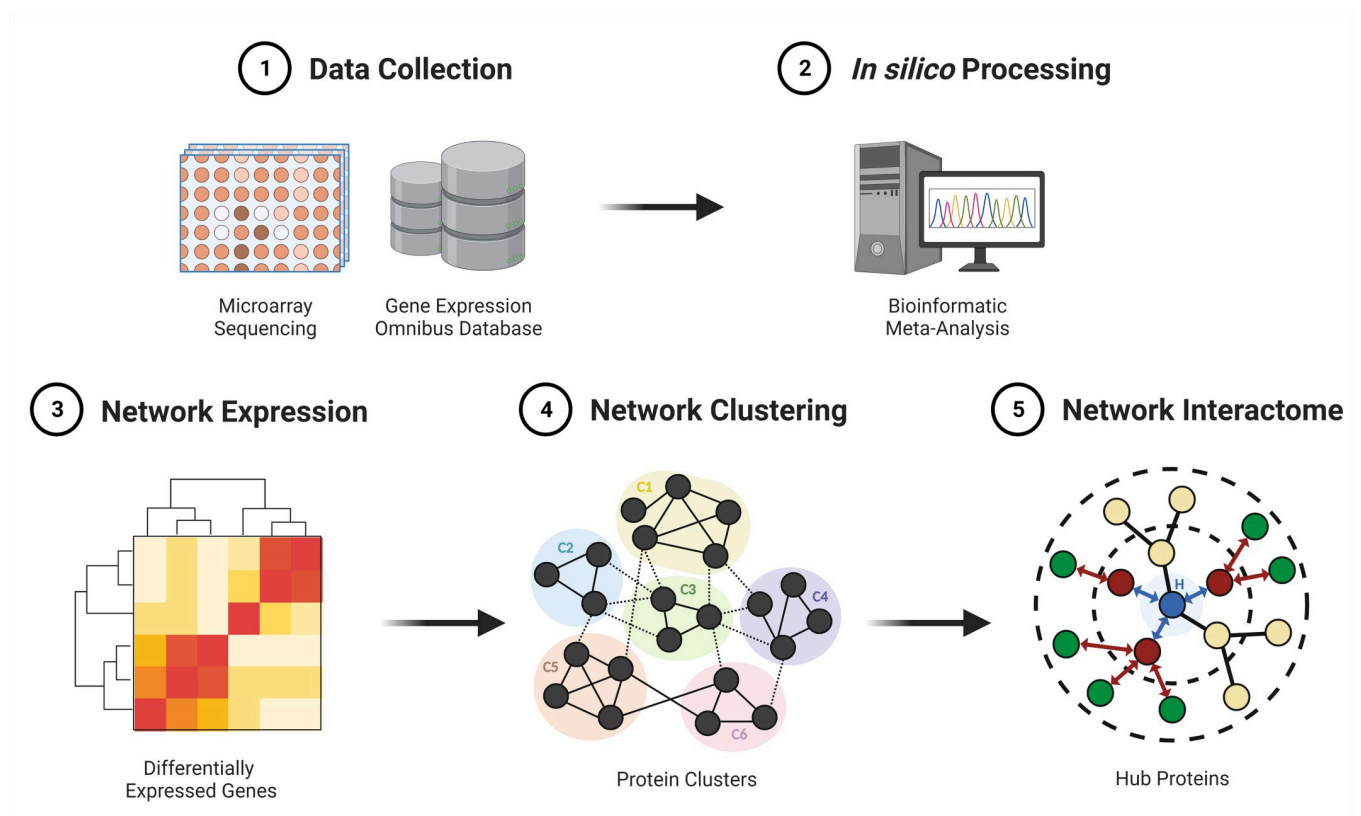 1 Data Collection
2 In silico Processing
Microarray
Sequencing
Gene Expression
Omnibus Database
Bioinformatic
Meta-Analysis
3 Network Expression
4 Network Clustering
5 Network Interactome
C1
C2
C3
C4
C5
C6
H
Differentially
Expressed Genes
Protein Clusters
Hub Proteins